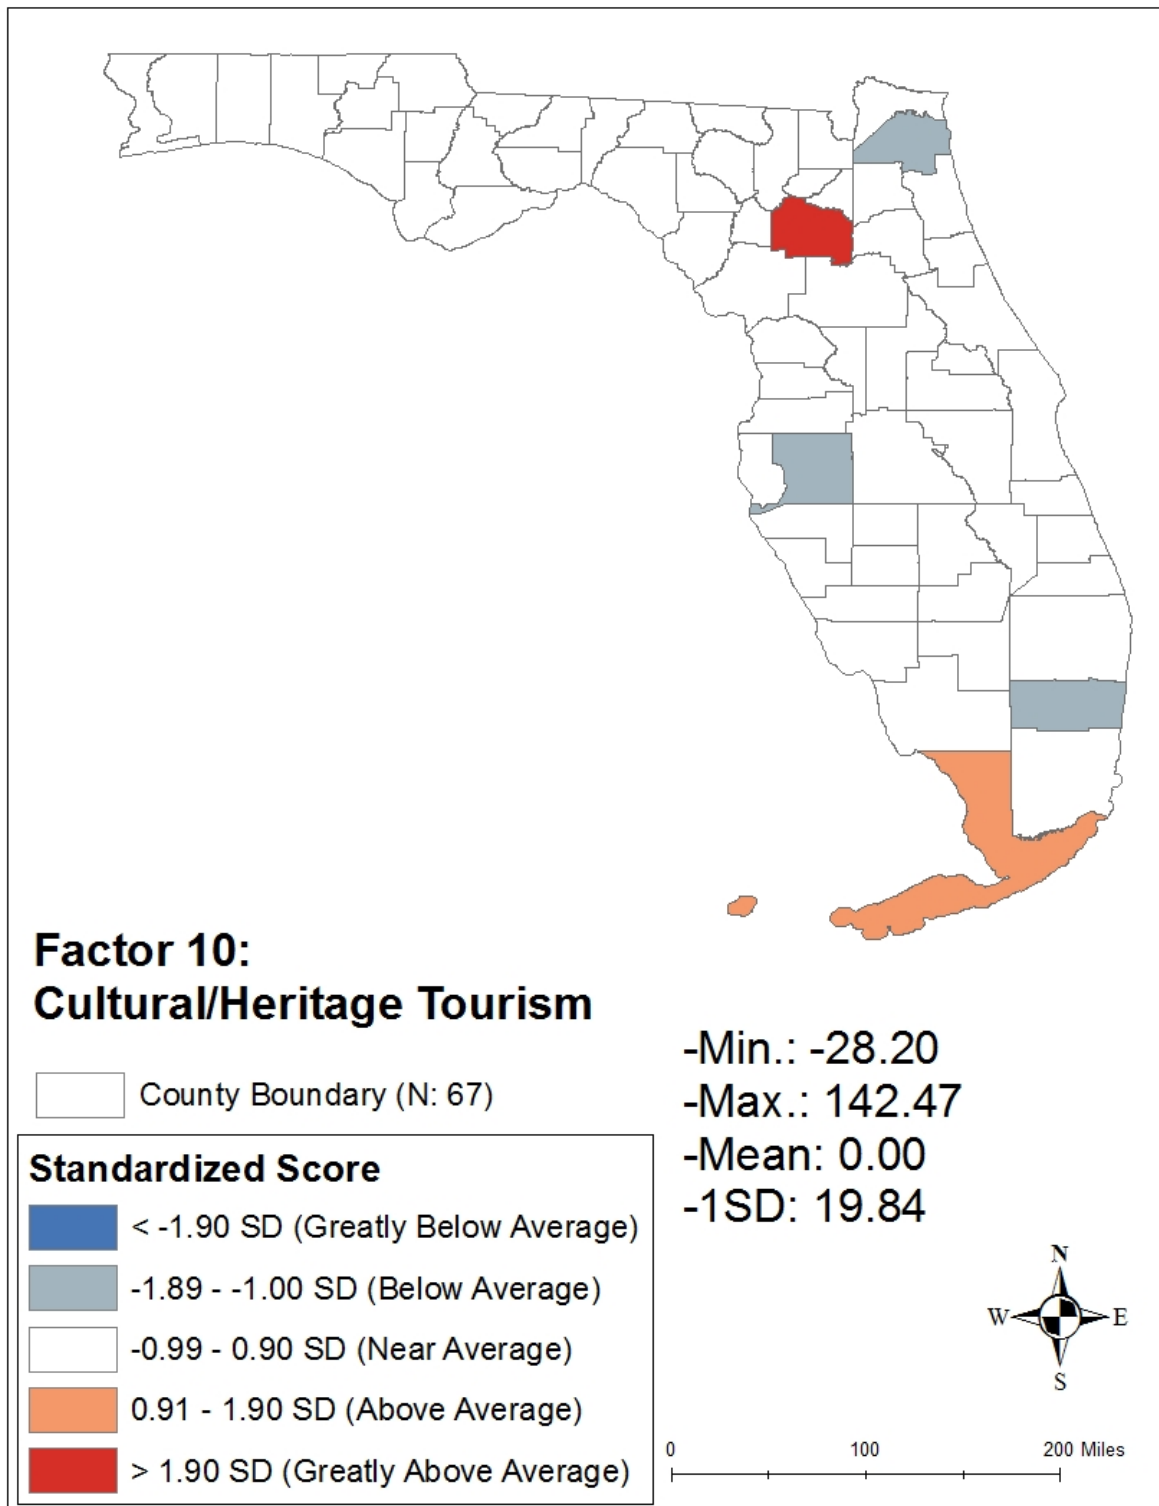 Factor 10:
Cultural/Heritage Tourism
County Boundary (N: 67)
-Min.: -28.20
-Max.: 142.47
-Mean: 0.00
-1SD: 19.84
Standardized Score
< -1.90 SD (Greatly Below Average)
-1.89 - -1.00 SD (Below Average)
-0.99 - 0.90 SD (Near Average)
0.91 - 1.90 SD (Above Average)
> 1.90 SD (Greatly Above Average)
N
W E
S
0 100 200 Miles